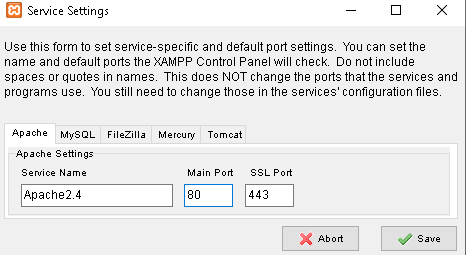 Service Settings
Use this form to set service-specific and default port settings. You can set the
name and default ports the XAMPP Control Panel will check. Do not include
spaces or quotes in names. This does NOT change the ports that the services and
programs use. You still need to change those in the services' configuration files.
Apache MySQL FileZilla Mercury Tomcat
Apache Settings
Service Name Main Port SSL Port
Apache2.4 80 443
Abort Save